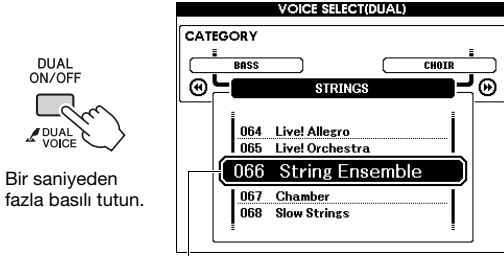 VOICE SELECT(DUAL)
CATEGORY
BASS
CHOIR
STRINGS
064 Live! Allegro
065 Live! Orchestra
066 String Ensemble
067 Chamber
068 Slow Strings
DUAL
ON/OFF
DUAL
VOICE
Bir saniyeden
fazla basılı tutun.